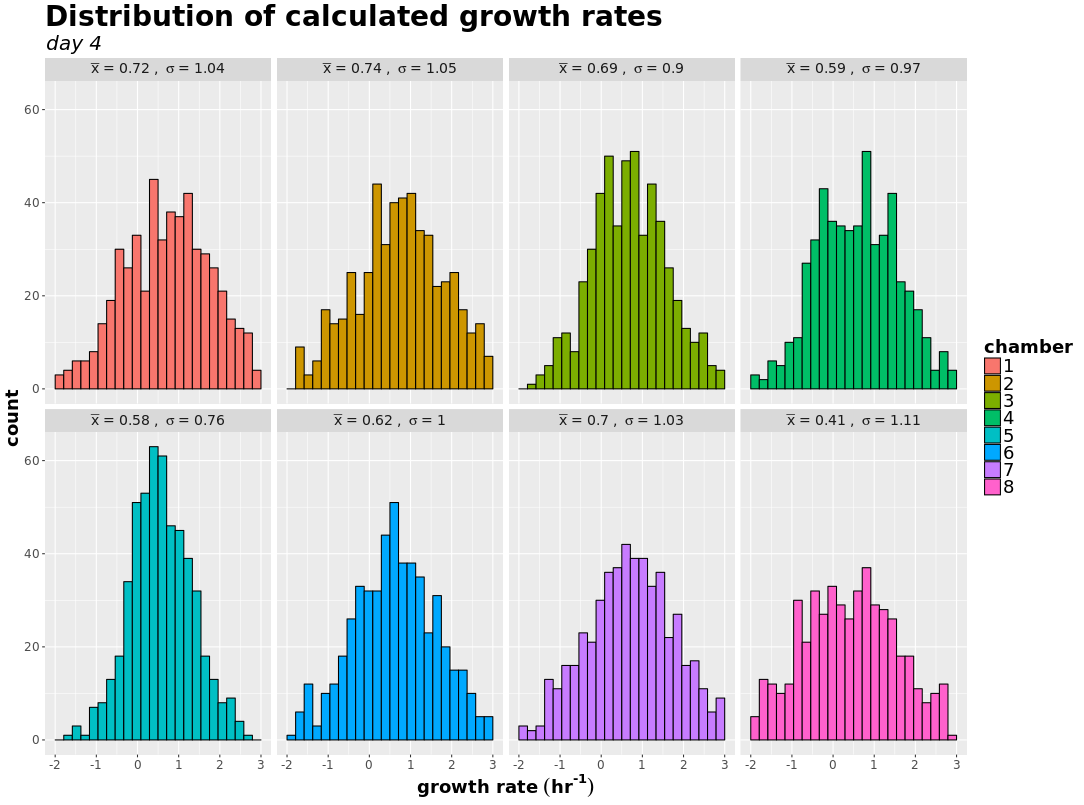 Distribution of calculated growth rates
day 4
x̅ = 0.72 , σ = 1.04
x̅ = 0.74 , σ = 1.05
x̅ = 0.69 , σ = 0.9
x̅ = 0.59 , σ = 0.97
60
40
20
0
x̅ = 0.58 , σ = 0.76
x̅ = 0.62 , σ = 1
x̅ = 0.7 , σ = 1.03
x̅ = 0.41 , σ = 1.11
60
40
20
0
-2 -1 0 1 2 3
-2 -1 0 1 2 3
-2 -1 0 1 2 3
-2 -1 0 1 2 3
count
growth rate (hr⁻¹)
chamber
1
2
3
4
5
6
7
8